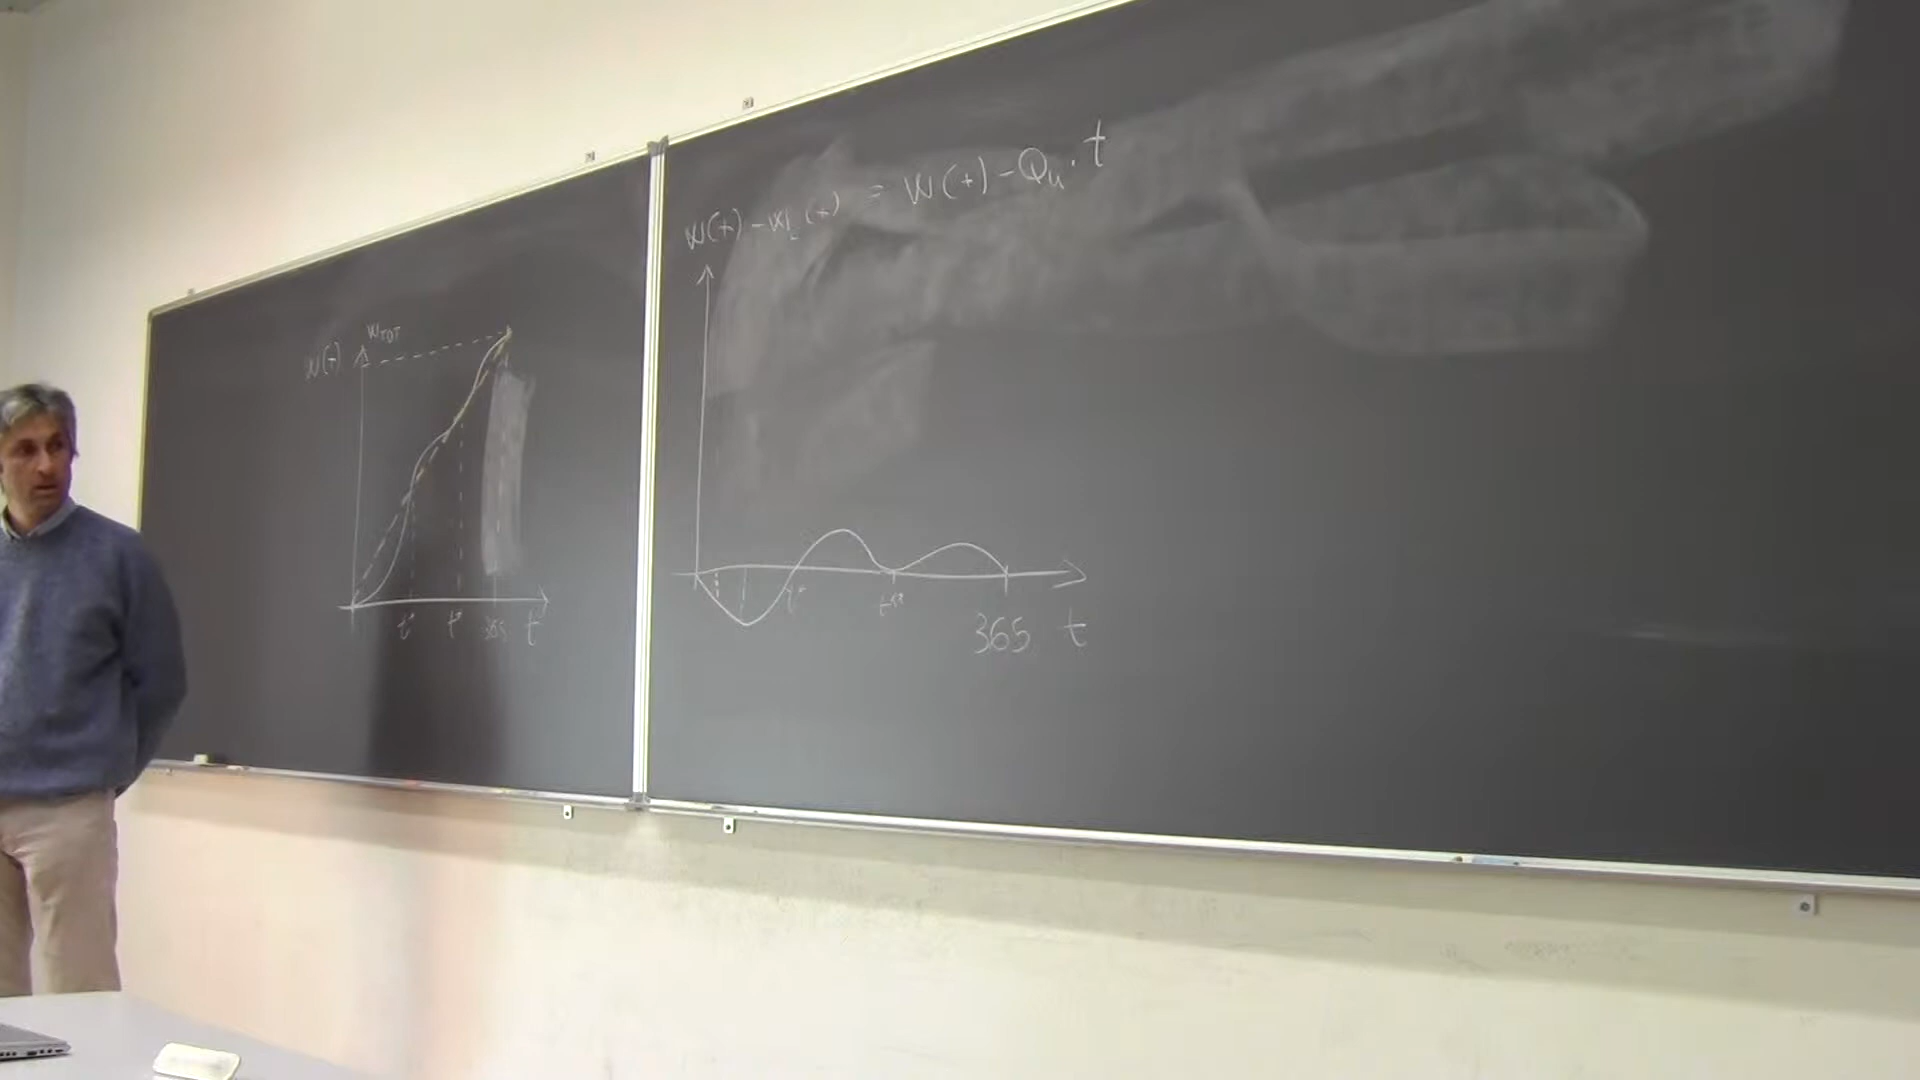 W_TOT
W(t)
t* t* 365 t
W(t) - W_L(t) = W(t) - Q_u · t
t* t**
365 t